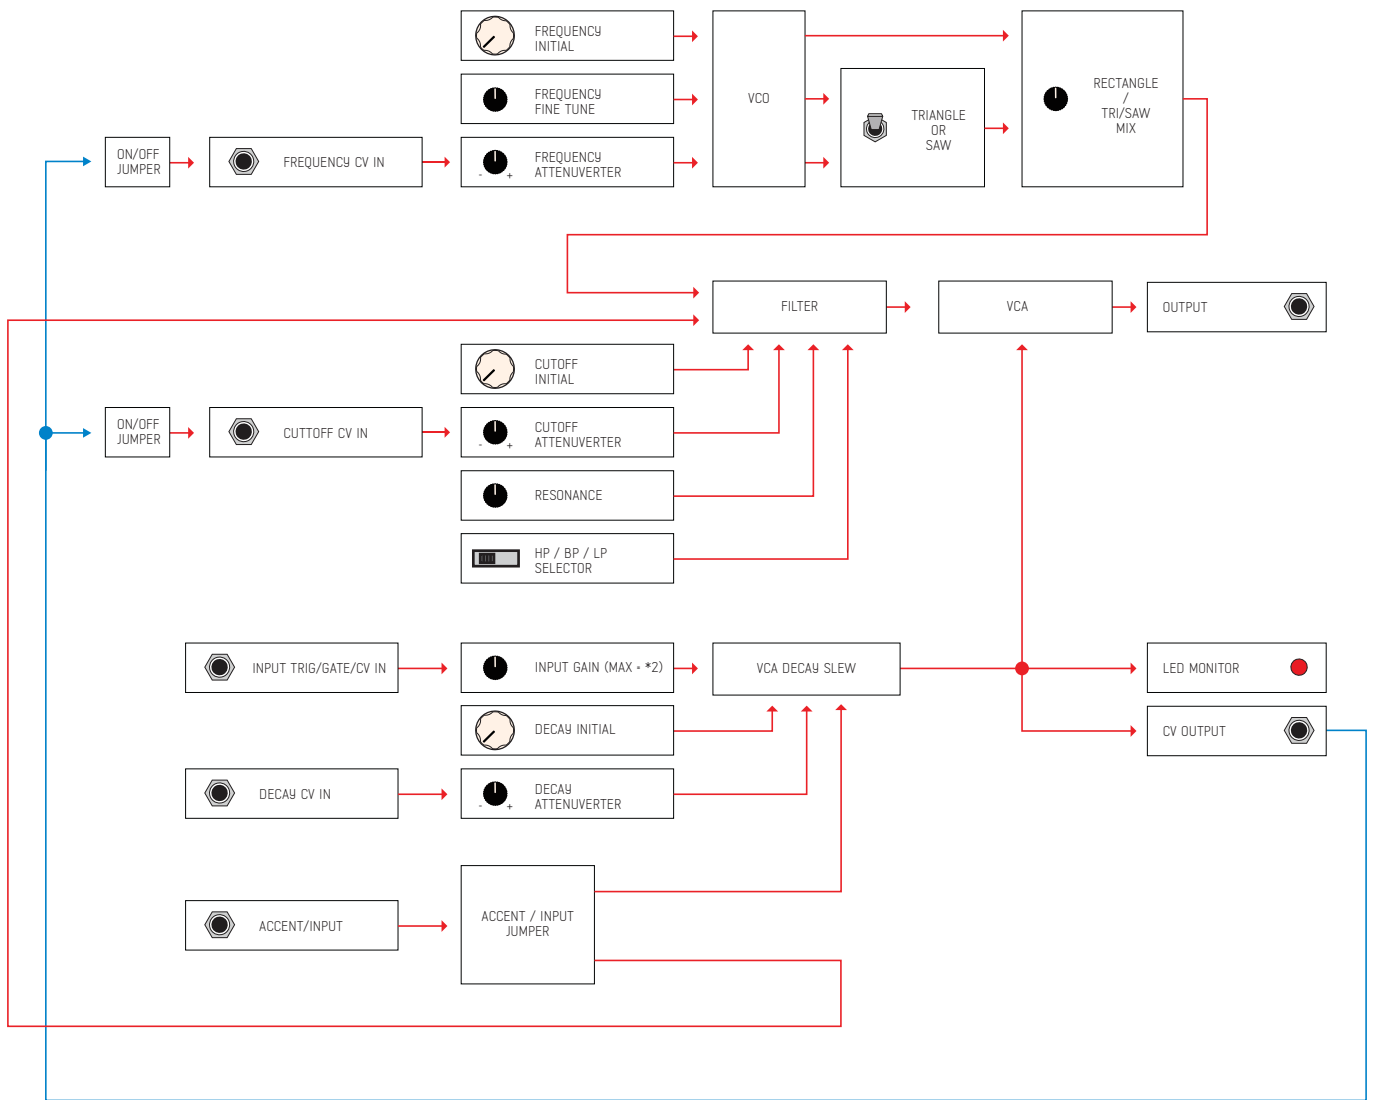 FREQUENCY
INITIAL
FREQUENCY
FINE TUNE
ON/OFF
JUMPER
FREQUENCY CV IN
FREQUENCY
ATTENUVERTER
- +
VCO
TRIANGLE
OR
SAW
RECTANGLE
/
TRI/SAW
MIX
FILTER
VCA
OUTPUT
CUTOFF
INITIAL
ON/OFF
JUMPER
CUTTOFF CV IN
CUTOFF
ATTENUVERTER
- +
RESONANCE
HP / BP / LP
SELECTOR
INPUT TRIG/GATE/CV IN
INPUT GAIN (MAX = *2)
VCA DECAY SLEW
LED MONITOR
DECAY INITIAL
CV OUTPUT
DECAY CV IN
DECAY
ATTENUVERTER
- +
ACCENT/INPUT
ACCENT / INPUT
JUMPER